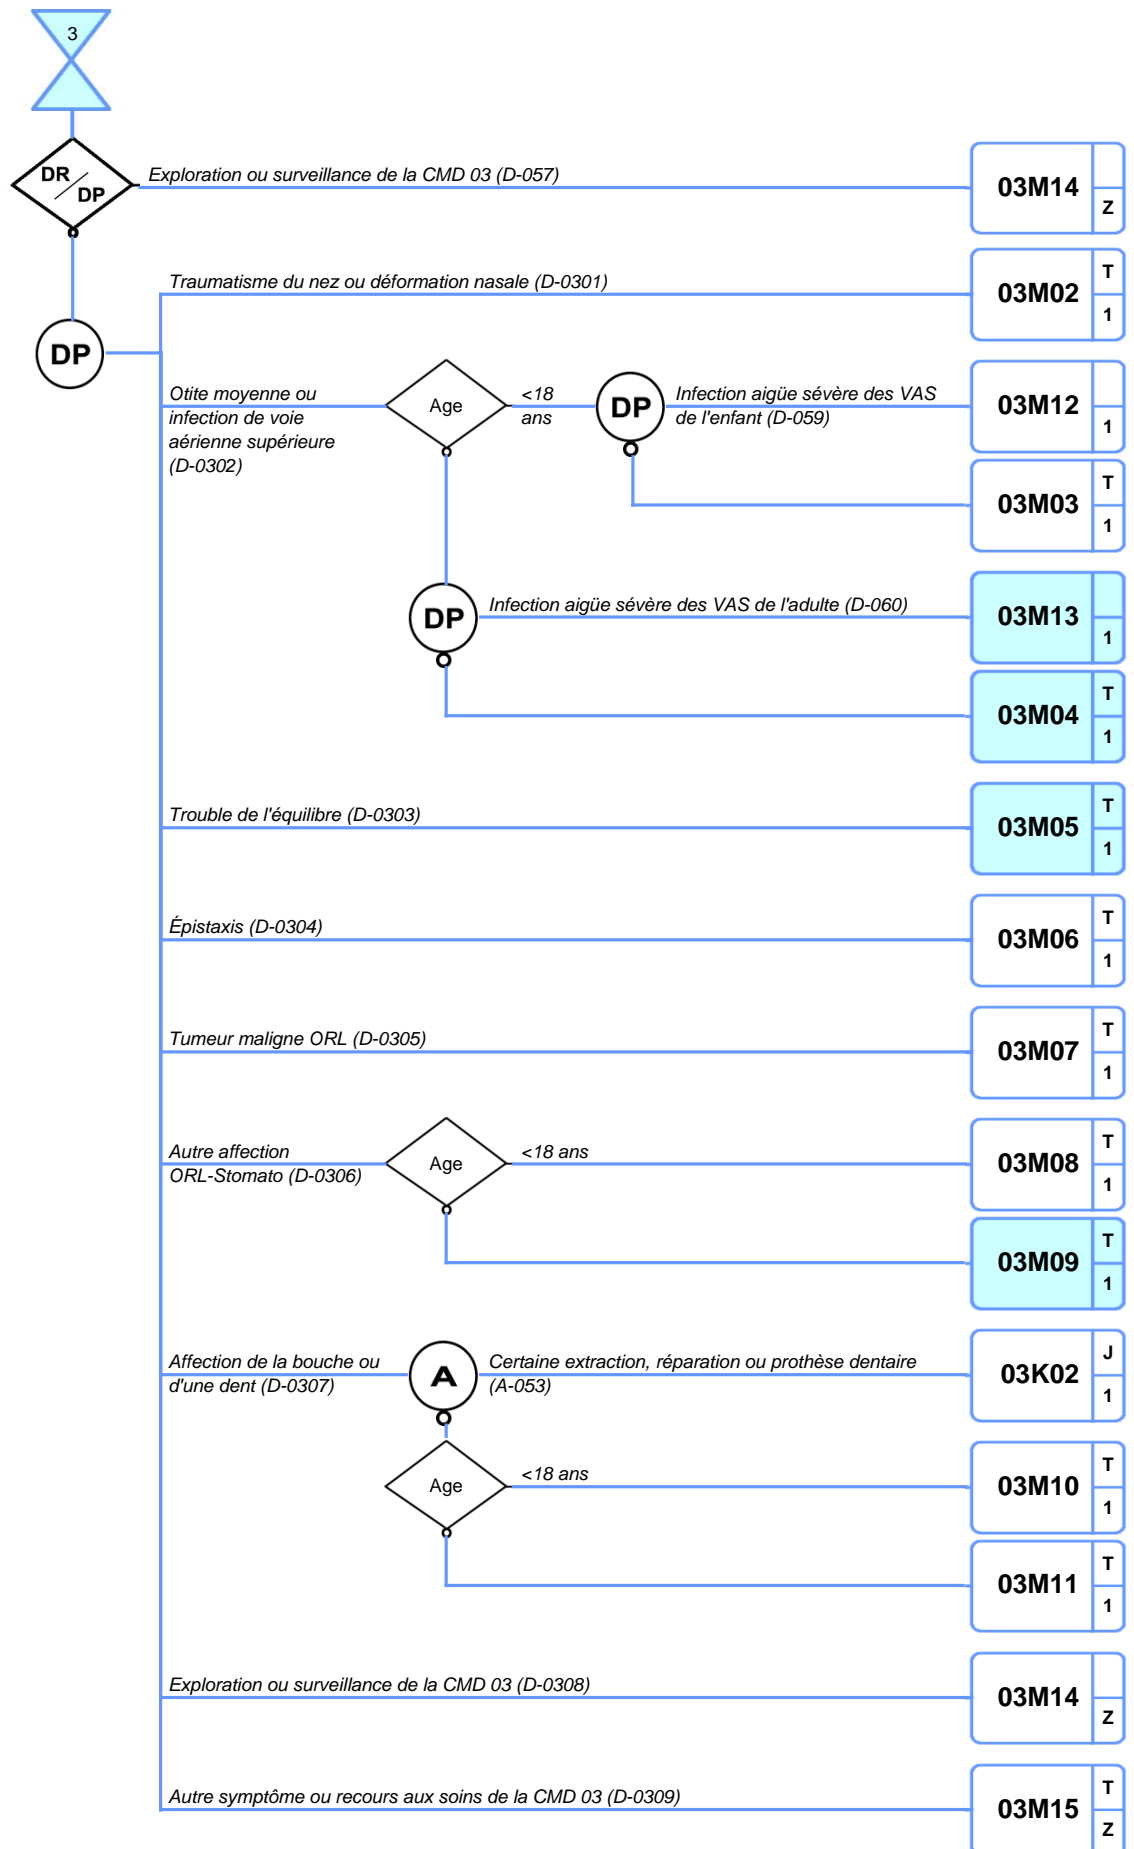 3
DR
DP
Exploration ou surveillance de la CMD 03 (D-057)
03M14
Z
Traumatisme du nez ou déformation nasale (D-0301)
03M02
T
1
DP
Otite moyenne ou
infection de voie
aérienne supérieure
(D-0302)
Age
<18
ans
DP
Infection aigüe sévère des VAS
de l'enfant (D-059)
03M12
1
03M03
T
1
DP
Infection aigüe sévère des VAS de l'adulte (D-060)
03M13
1
03M04
T
1
Trouble de l'équilibre (D-0303)
03M05
T
1
Épistaxis (D-0304)
03M06
T
1
Tumeur maligne ORL (D-0305)
03M07
T
1
Autre affection
ORL-Stomato (D-0306)
Age
<18 ans
03M08
T
1
03M09
T
1
Affection de la bouche ou
d'une dent (D-0307)
A
Certaine extraction, réparation ou prothèse dentaire
(A-053)
03K02
J
1
Age
<18 ans
03M10
T
1
03M11
T
1
Exploration ou surveillance de la CMD 03 (D-0308)
03M14
Z
Autre symptôme ou recours aux soins de la CMD 03 (D-0309)
03M15
T
Z